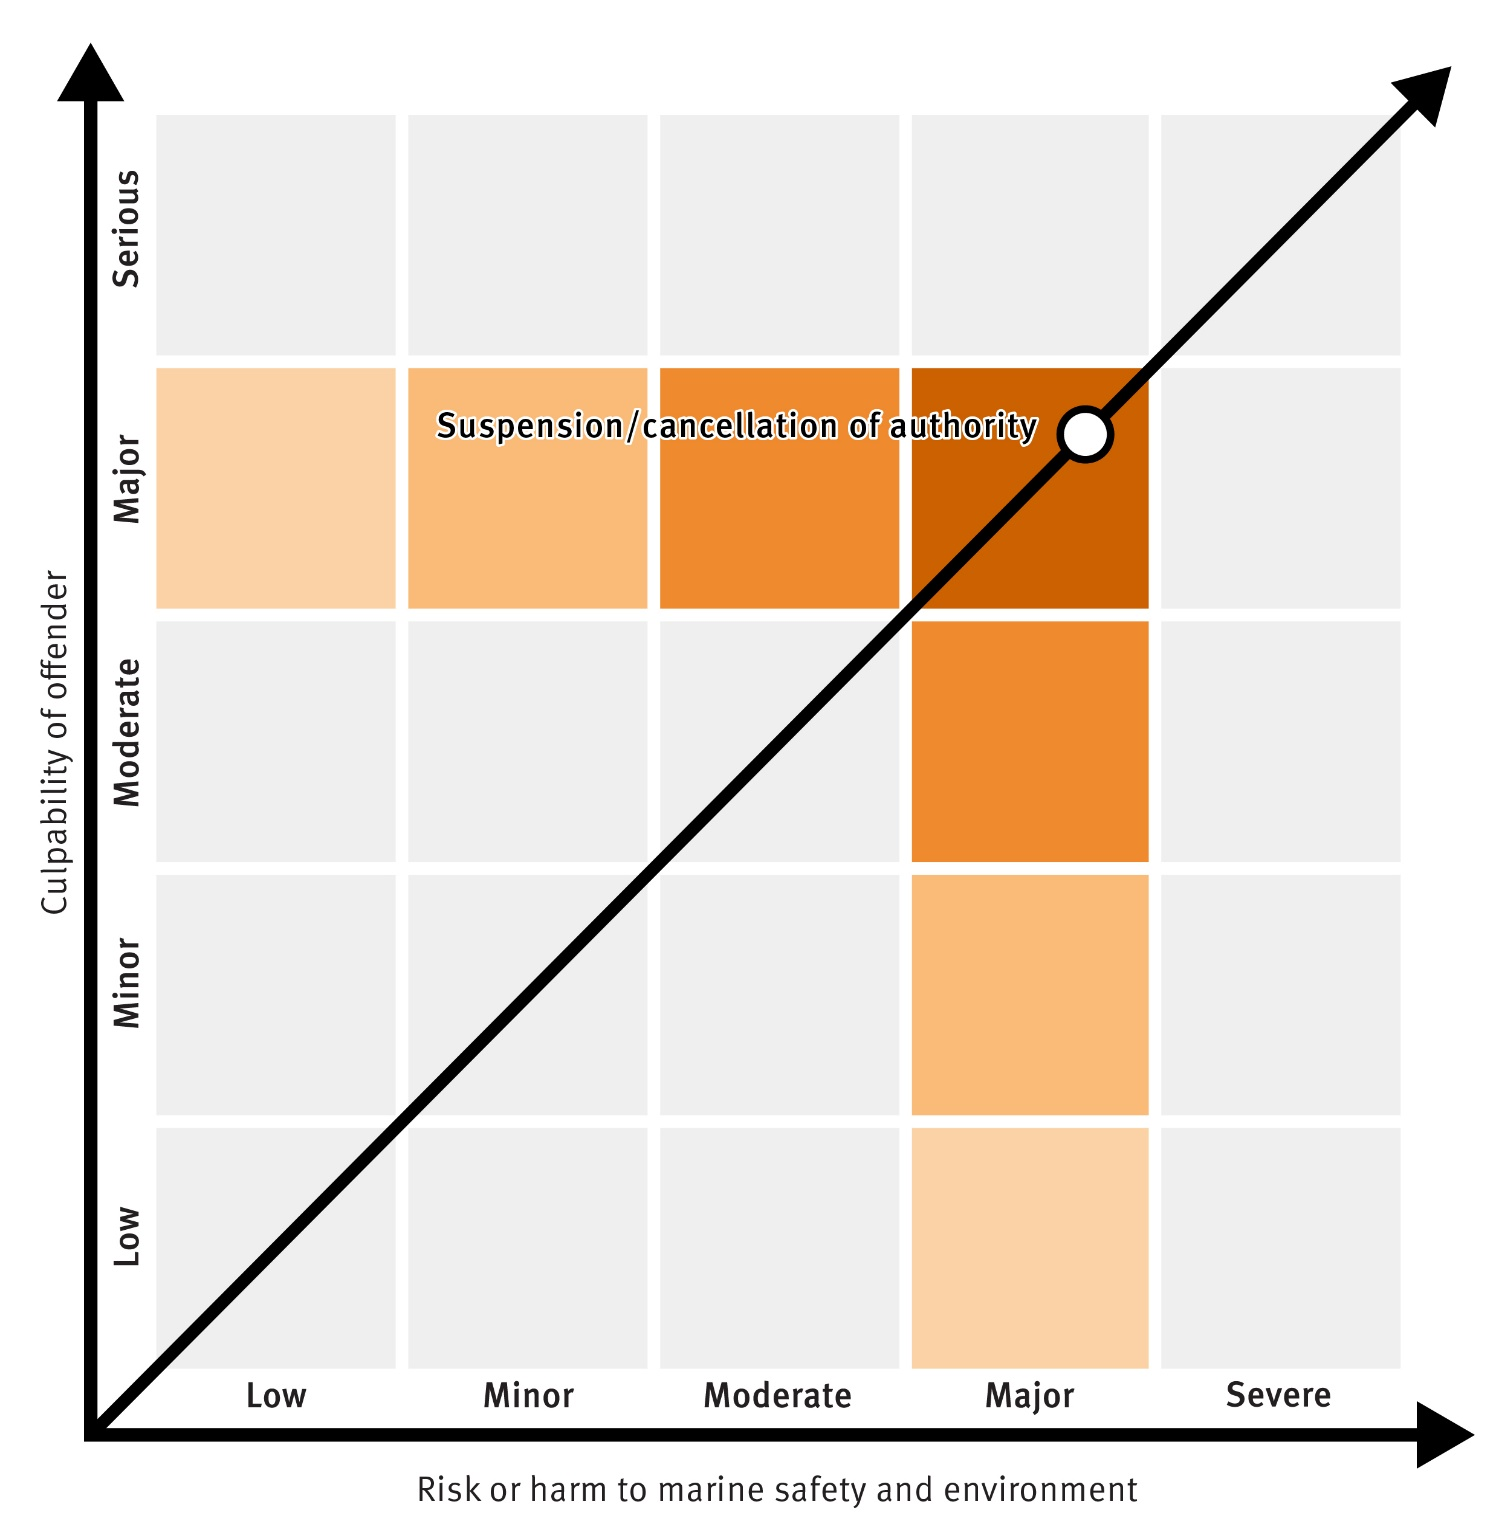 Serious
Suspension/cancellation of authority
Major
Moderate
Minor
Low
Culpability of offender
Low
Minor
Moderate
Major
Severe
Risk or harm to marine safety and environment